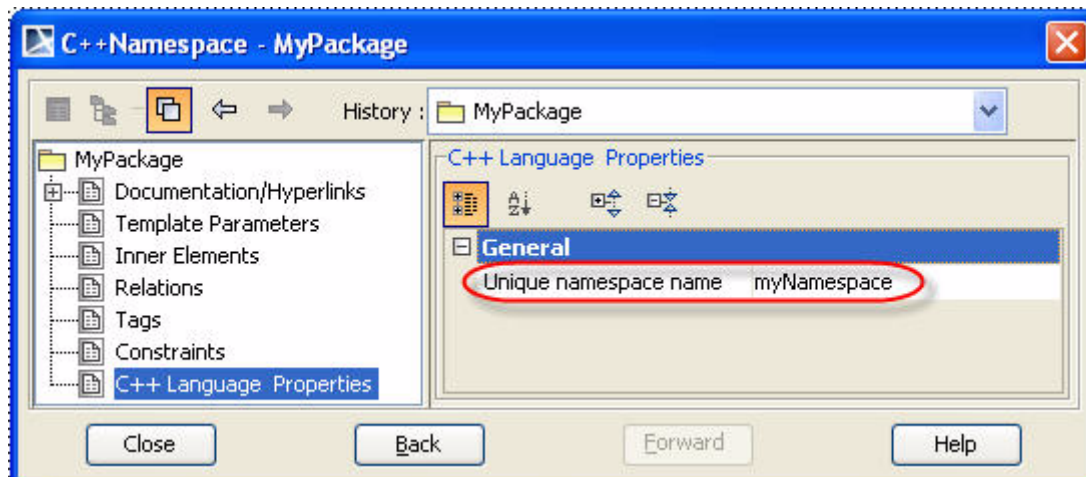 C++Namespace - MyPackage
History : MyPackage
MyPackage
Documentation/Hyperlinks
Template Parameters
Inner Elements
Relations
Tags
Constraints
C++ Language Properties
C++ Language Properties
General
Unique namespace name myNamespace
Close Back Forward Help